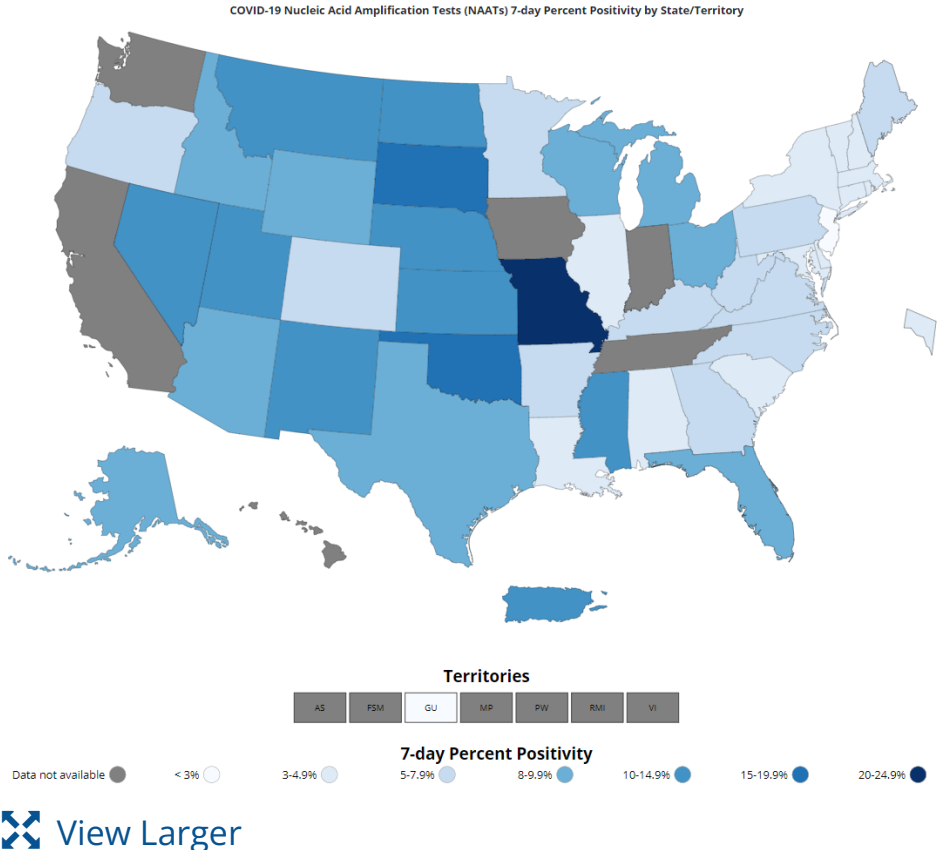 COVID-19 Nucleic Acid Amplification Tests (NAATs) 7-day Percent Positivity by State/Territory
Territories
AS FSM GU MP PW RMI VI
7-day Percent Positivity
Data not available < 3% 3-4.9% 5-7.9% 8-9.9% 10-14.9% 15-19.9% 20-24.9%
View Larger